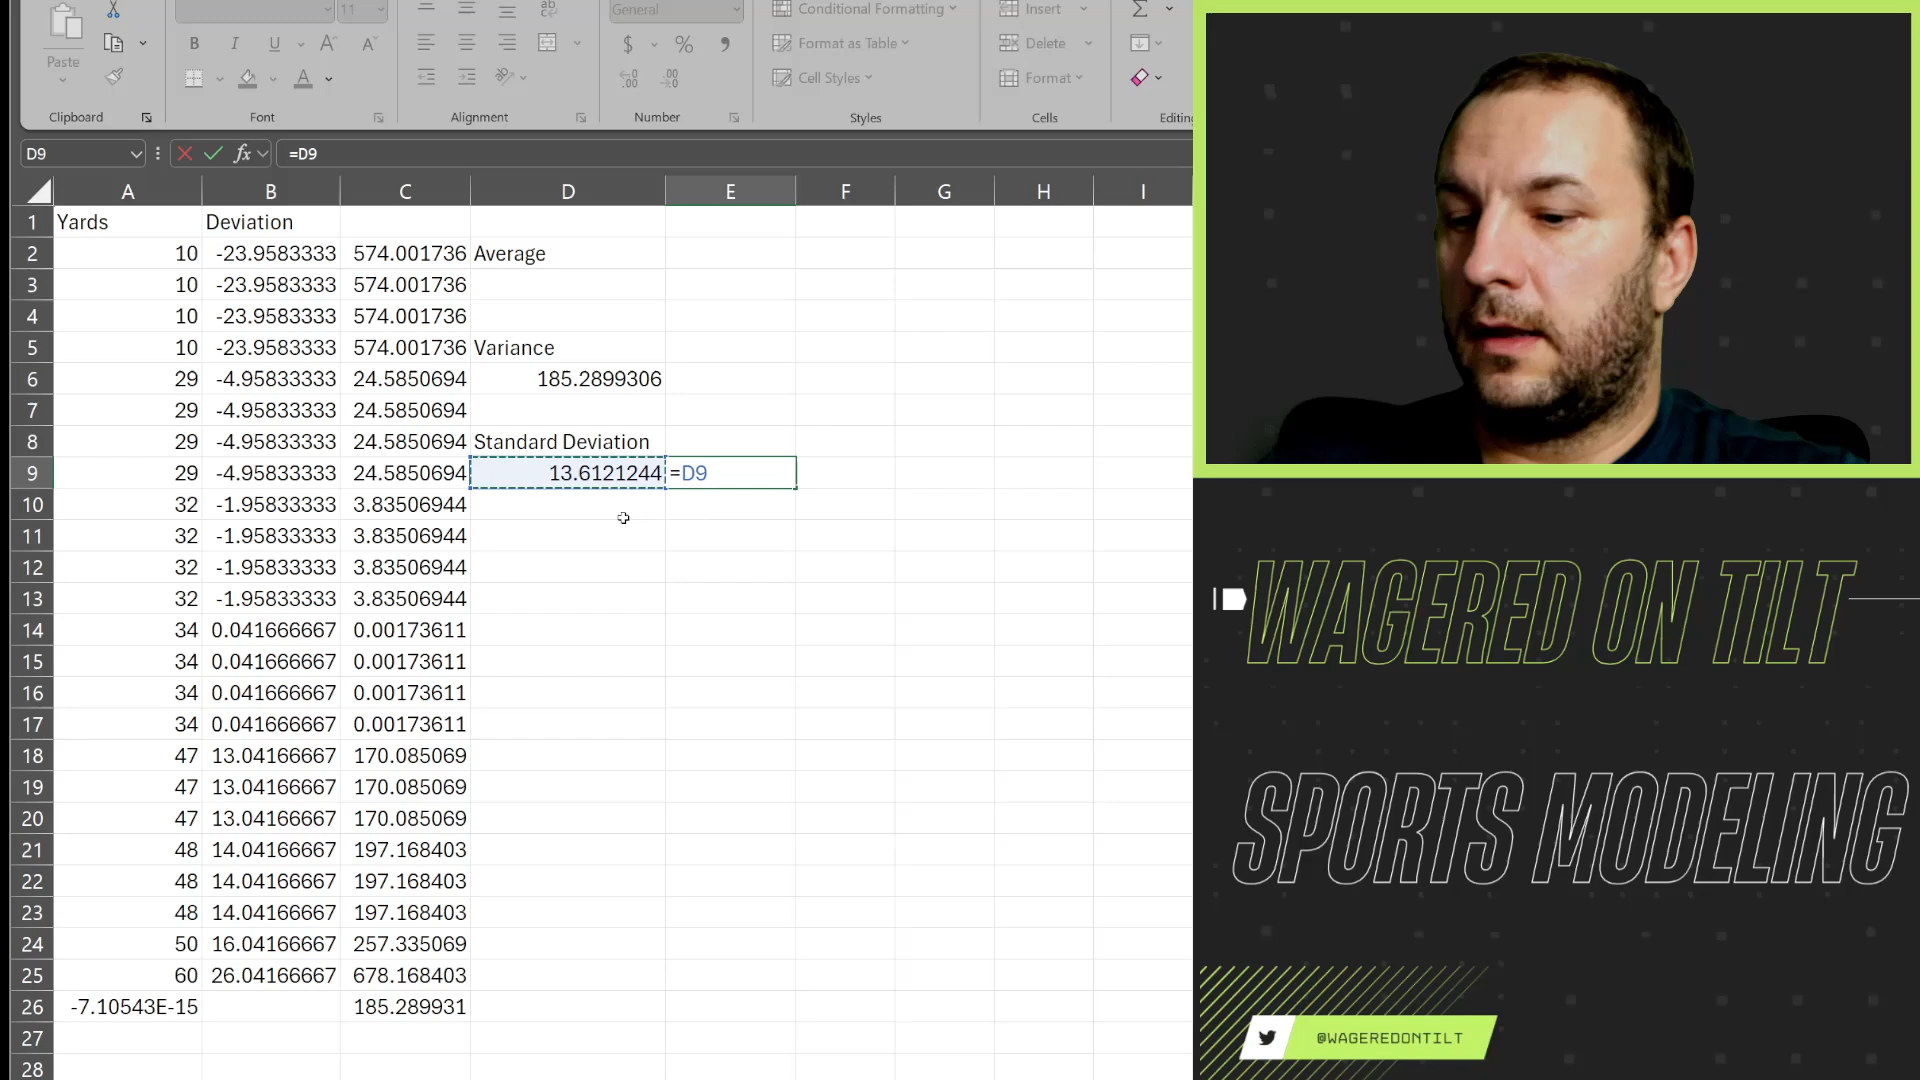 General
11
Conditional Formatting
Insert
Paste
B I U A A
$ % ,
Format as Table
Delete
Cell Styles
Format
Clipboard Font Alignment Number Styles Cells Editing
D9 fx =D9
A B C D E F G H I
1 Yards Deviation
2 10 -23.9583333 574.001736 Average
3 10 -23.9583333 574.001736
4 10 -23.9583333 574.001736
5 10 -23.9583333 574.001736 Variance
6 29 -4.95833333 24.5850694 185.2899306
7 29 -4.95833333 24.5850694
8 29 -4.95833333 24.5850694 Standard Deviation
9 29 -4.95833333 24.5850694 13.6121244 =D9
10 32 -1.95833333 3.83506944
11 32 -1.95833333 3.83506944
12 32 -1.95833333 3.83506944
13 32 -1.95833333 3.83506944
14 34 0.041666667 0.00173611
15 34 0.041666667 0.00173611
16 34 0.041666667 0.00173611
17 34 0.041666667 0.00173611
18 47 13.04166667 170.085069
19 47 13.04166667 170.085069
20 47 13.04166667 170.085069
21 48 14.04166667 197.168403
22 48 14.04166667 197.168403
23 48 14.04166667 197.168403
24 50 16.04166667 257.335069
25 60 26.04166667 678.168403
26 -7.10543E-15 185.289931
27
28
WAGERED ON TILT
SPORTS MODELING
@WAGEREDONTILT